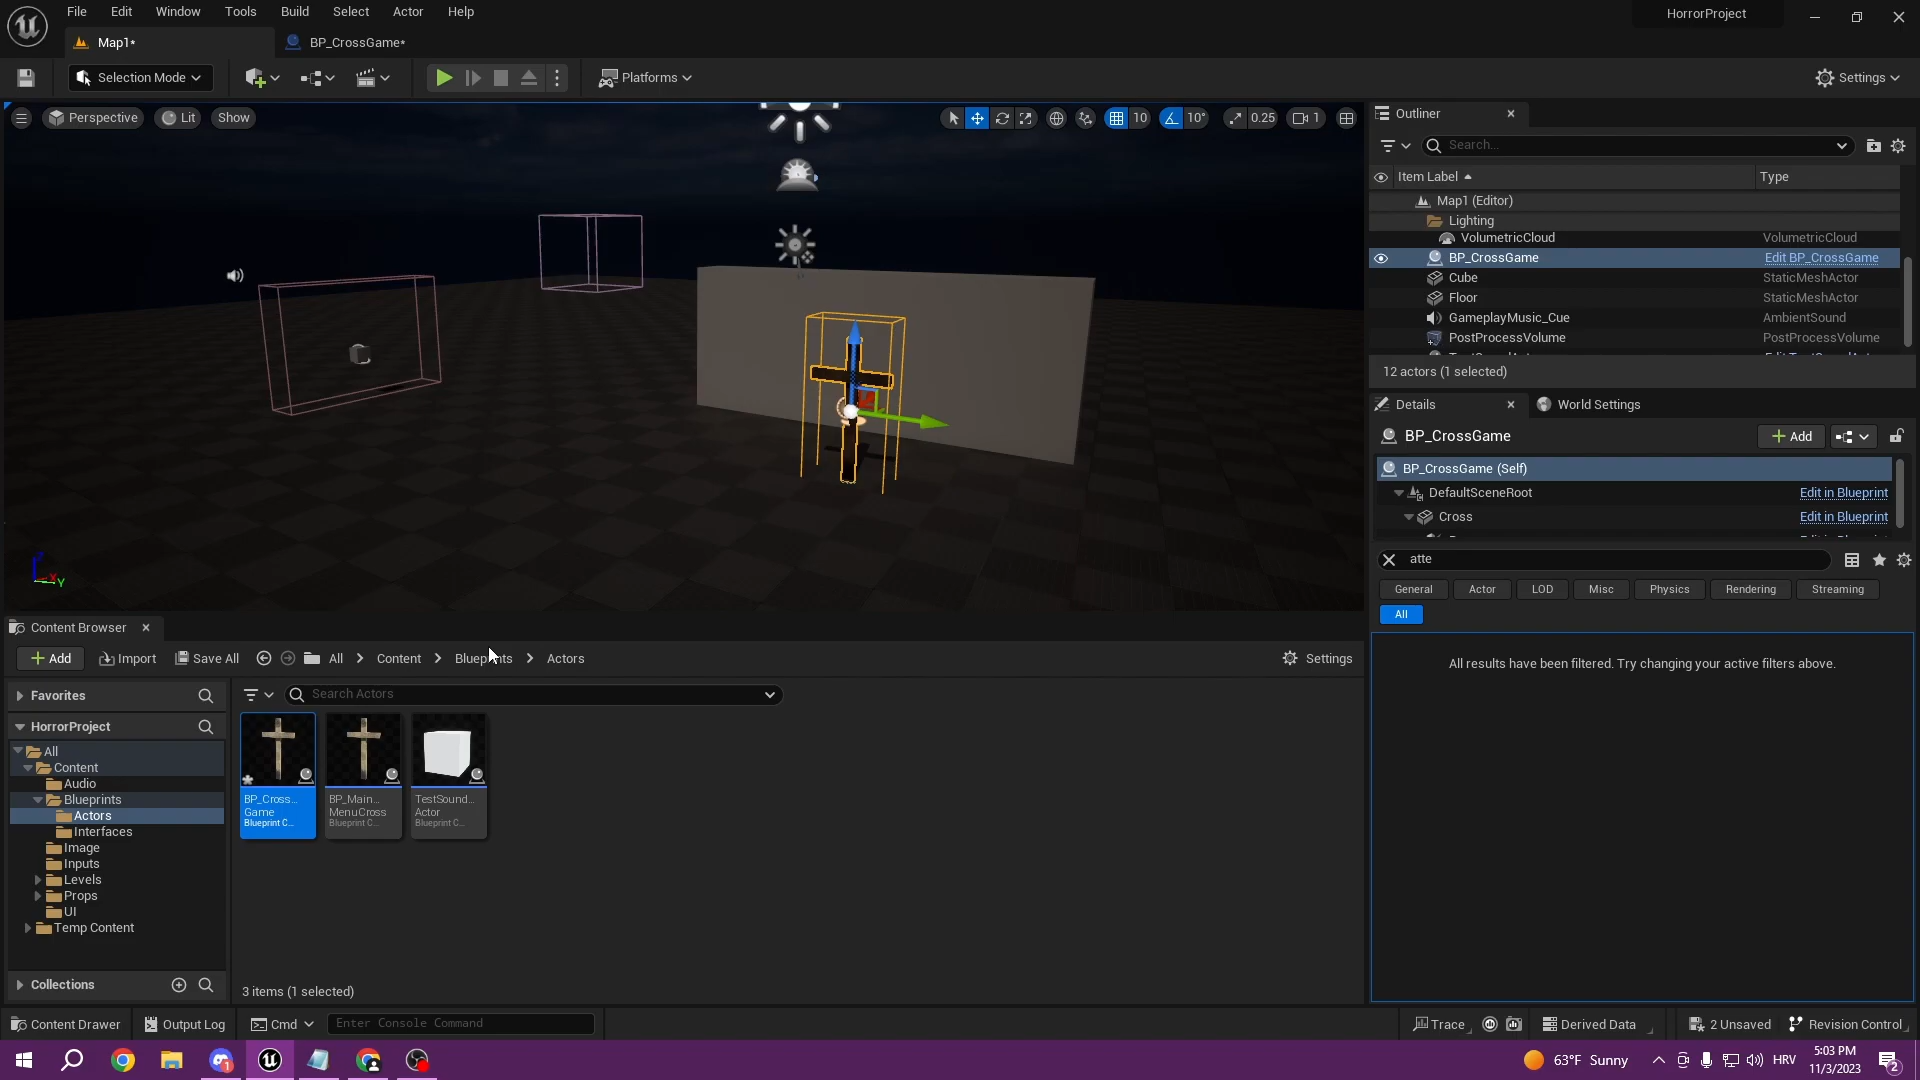 File Edit Window Tools Build Select Actor Help
HorrorProject
Map1*
BP_CrossGame*
Selection Mode
Platforms
Settings
Perspective
Lit
Show
10
10°
0.25
1
Outliner
Search...
Item Label
Type
Map1 (Editor)
Lighting
VolumetricCloud VolumetricCloud
BP_CrossGame Edit BP_CrossGame
Cube StaticMeshActor
Floor StaticMeshActor
GameplayMusic_Cue AmbientSound
PostProcessVolume PostProcessVolume
12 actors (1 selected)
Details
World Settings
BP_CrossGame
Add
BP_CrossGame (Self)
DefaultSceneRoot Edit in Blueprint
Cross Edit in Blueprint
atte
General Actor LOD Misc Physics Rendering Streaming
All
All results have been filtered. Try changing your active filters above.
Y
Content Browser
Add
Import
Save All
All
Content
Blueprints
Actors
Settings
Favorites
HorrorProject
All
Content
Audio
Blueprints
Actors
Interfaces
Image
Inputs
Levels
Props
UI
Temp Content
Collections
Search Actors
BP_Cross...
Game
Blueprint C...
BP_Main...
MenuCross
Blueprint C...
TestSound...
Actor
Blueprint C...
3 items (1 selected)
Content Drawer
Output Log
Cmd
Enter Console Command
Trace
Derived Data
2 Unsaved
Revision Control
1
63°F Sunny
HRV
5:03 PM
11/3/2023
2